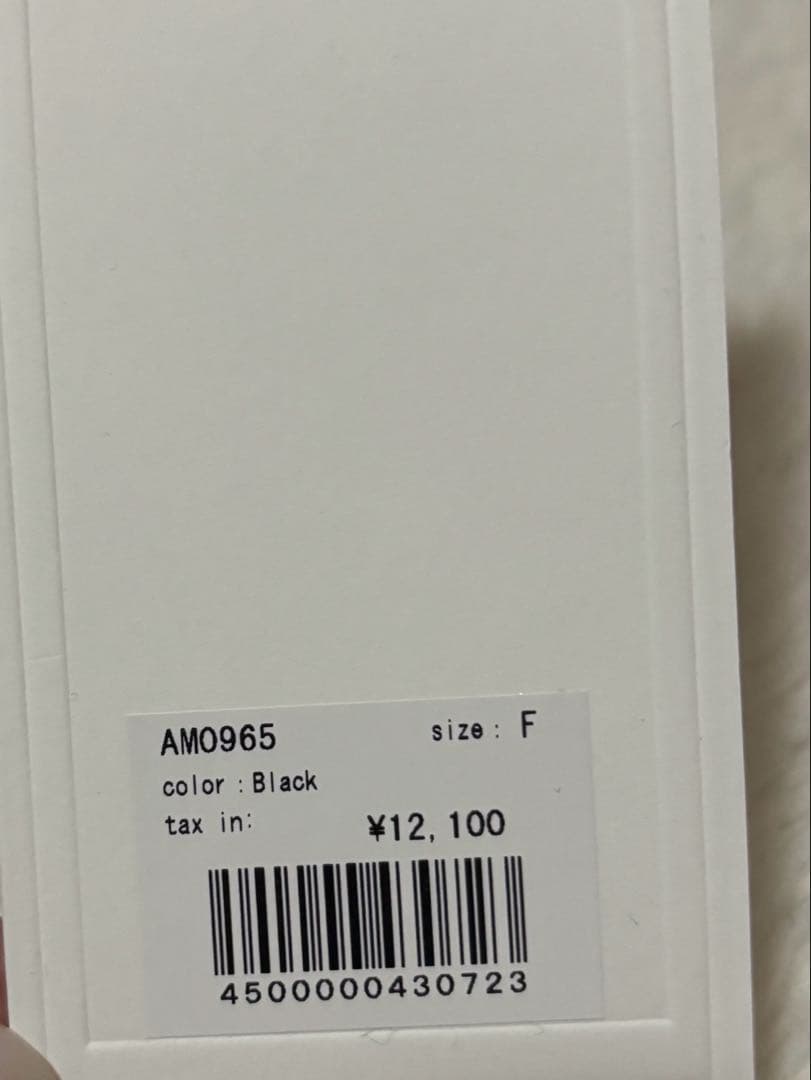 AM0965 size: F
color :Black
tax in: ¥12,100
4500000430723